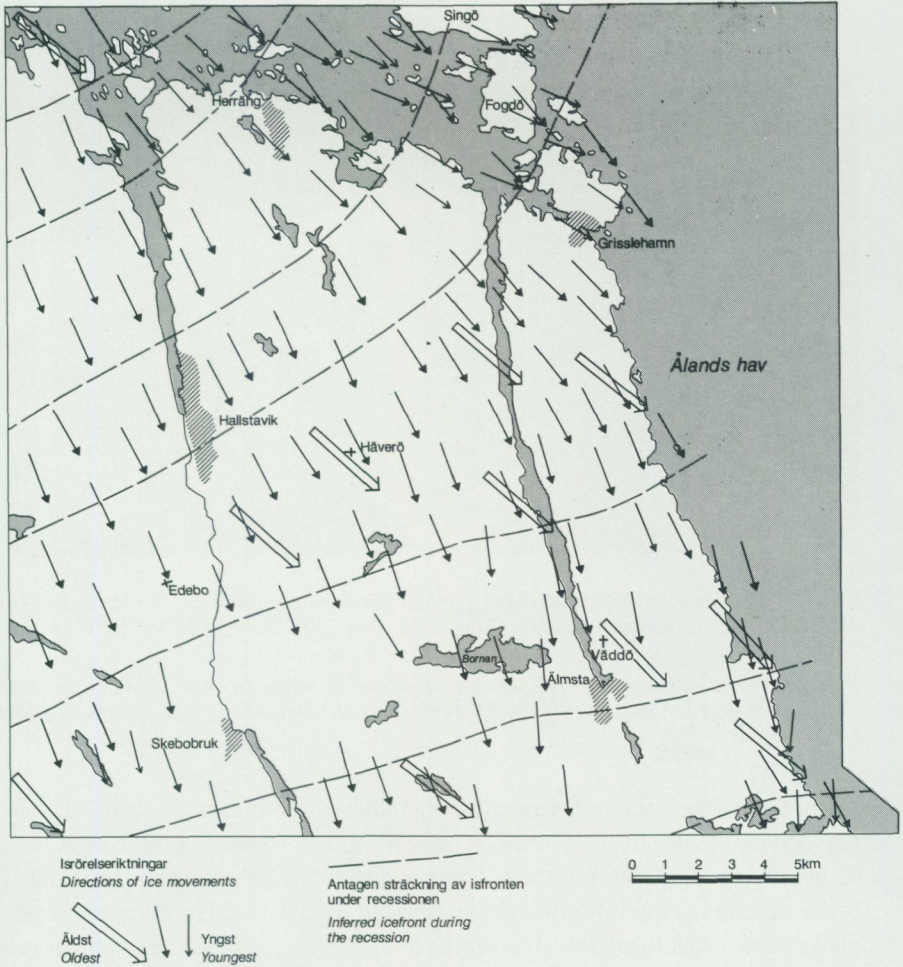 Singö
Herräng
Fogdö
Grisslehamn
Ålands hav
Hallstavik
Häverö
Edebo
Väddö
Bornan
Älmsta
Skebobruk
Isrörelseriktningar
Directions of ice movements
Äldst
Oldest
Yngst
Youngest
Antagen sträckning av isfronten
under recessionen
Inferred icefront during
the recession
0 1 2 3 4 5km